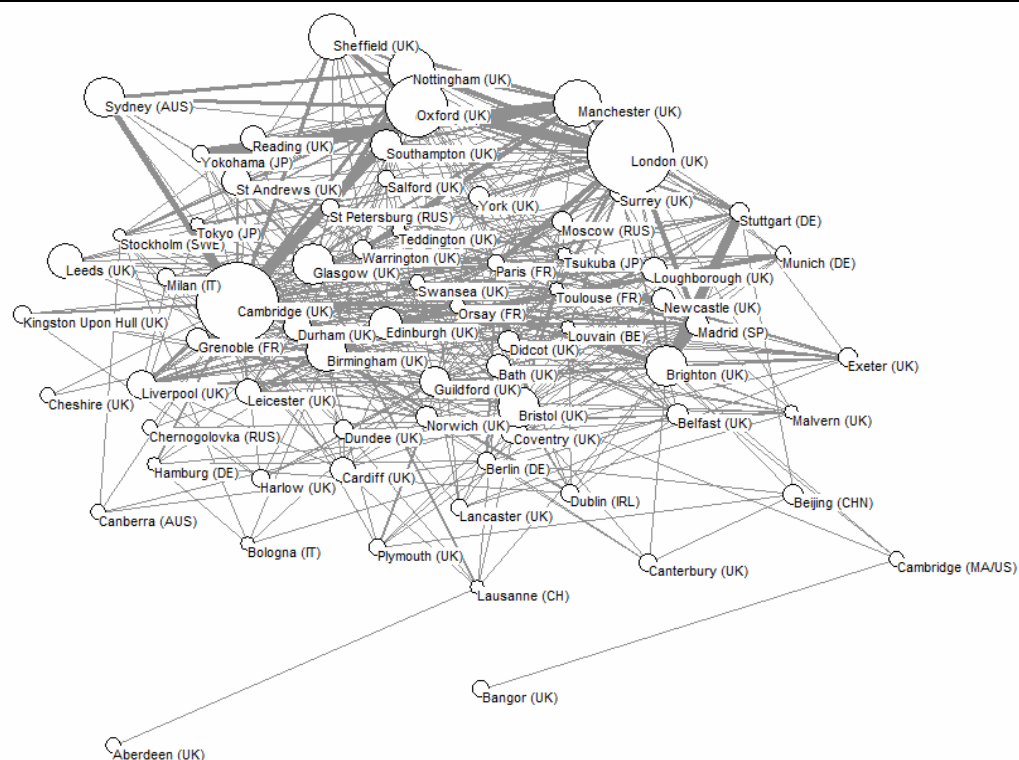 Sheffield (UK)
Nottingham (UK)
Sydney (AUS)
Oxford (UK)
Manchester (UK)
Reading (UK)
Southampton (UK)
Yokohama (JP)
London (UK)
St Andrews (UK)
Salford (UK)
York (UK)
Surrey (UK)
St Petersburg (RUS)
Stuttgart (DE)
Tokyo (JP)
Moscow (RUS)
Teddington (UK)
Stockholm (SWE)
Warrington (UK)
Tsukuba (JP)
Munich (DE)
Leeds (UK)
Glasgow (UK)
Paris (FR)
Loughborough (UK)
Milan (IT)
Swansea (UK)
Toulouse (FR)
Newcastle (UK)
Cambridge (UK)
Orsay (FR)
Kingston Upon Hull (UK)
Durham (UK)
Edinburgh (UK)
Louvain (BE)
Madrid (SP)
Grenoble (FR)
Didcot (UK)
Birmingham (UK)
Exeter (UK)
Bath (UK)
Brighton (UK)
Liverpool (UK)
Guildford (UK)
Leicester (UK)
Cheshire (UK)
Bristol (UK)
Norwich (UK)
Belfast (UK)
Malvern (UK)
Chernogolovka (RUS)
Dundee (UK)
Coventry (UK)
Hamburg (DE)
Cardiff (UK)
Berlin (DE)
Harlow (UK)
Dublin (IRL)
Beijing (CHN)
Canberra (AUS)
Lancaster (UK)
Bologna (IT)
Plymouth (UK)
Canterbury (UK)
Cambridge (MA/US)
Lausanne (CH)
Bangor (UK)
Aberdeen (UK)